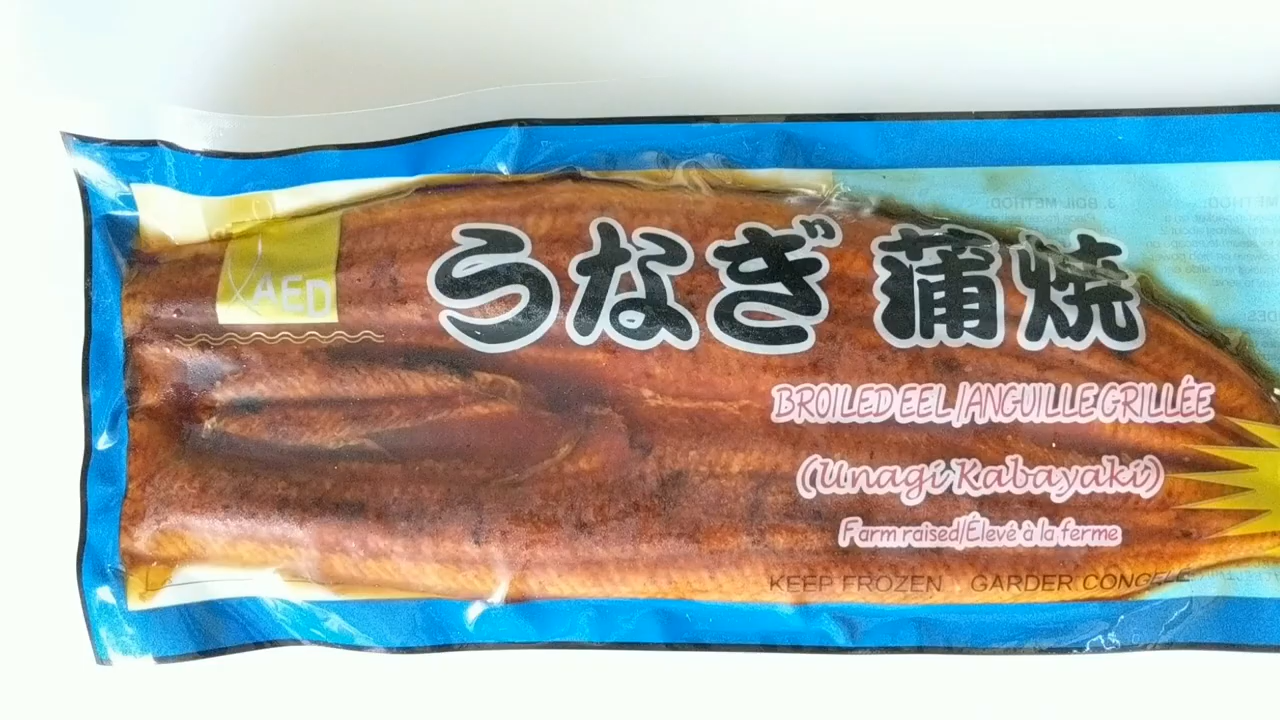 AED
うなぎ 蒲焼
BROILED EEL/ANGUILLE GRILLÉE
(Unagi Kabayaki)
Farm raised/Élevé à la ferme
KEEP FROZEN GARDER CONGELÉ